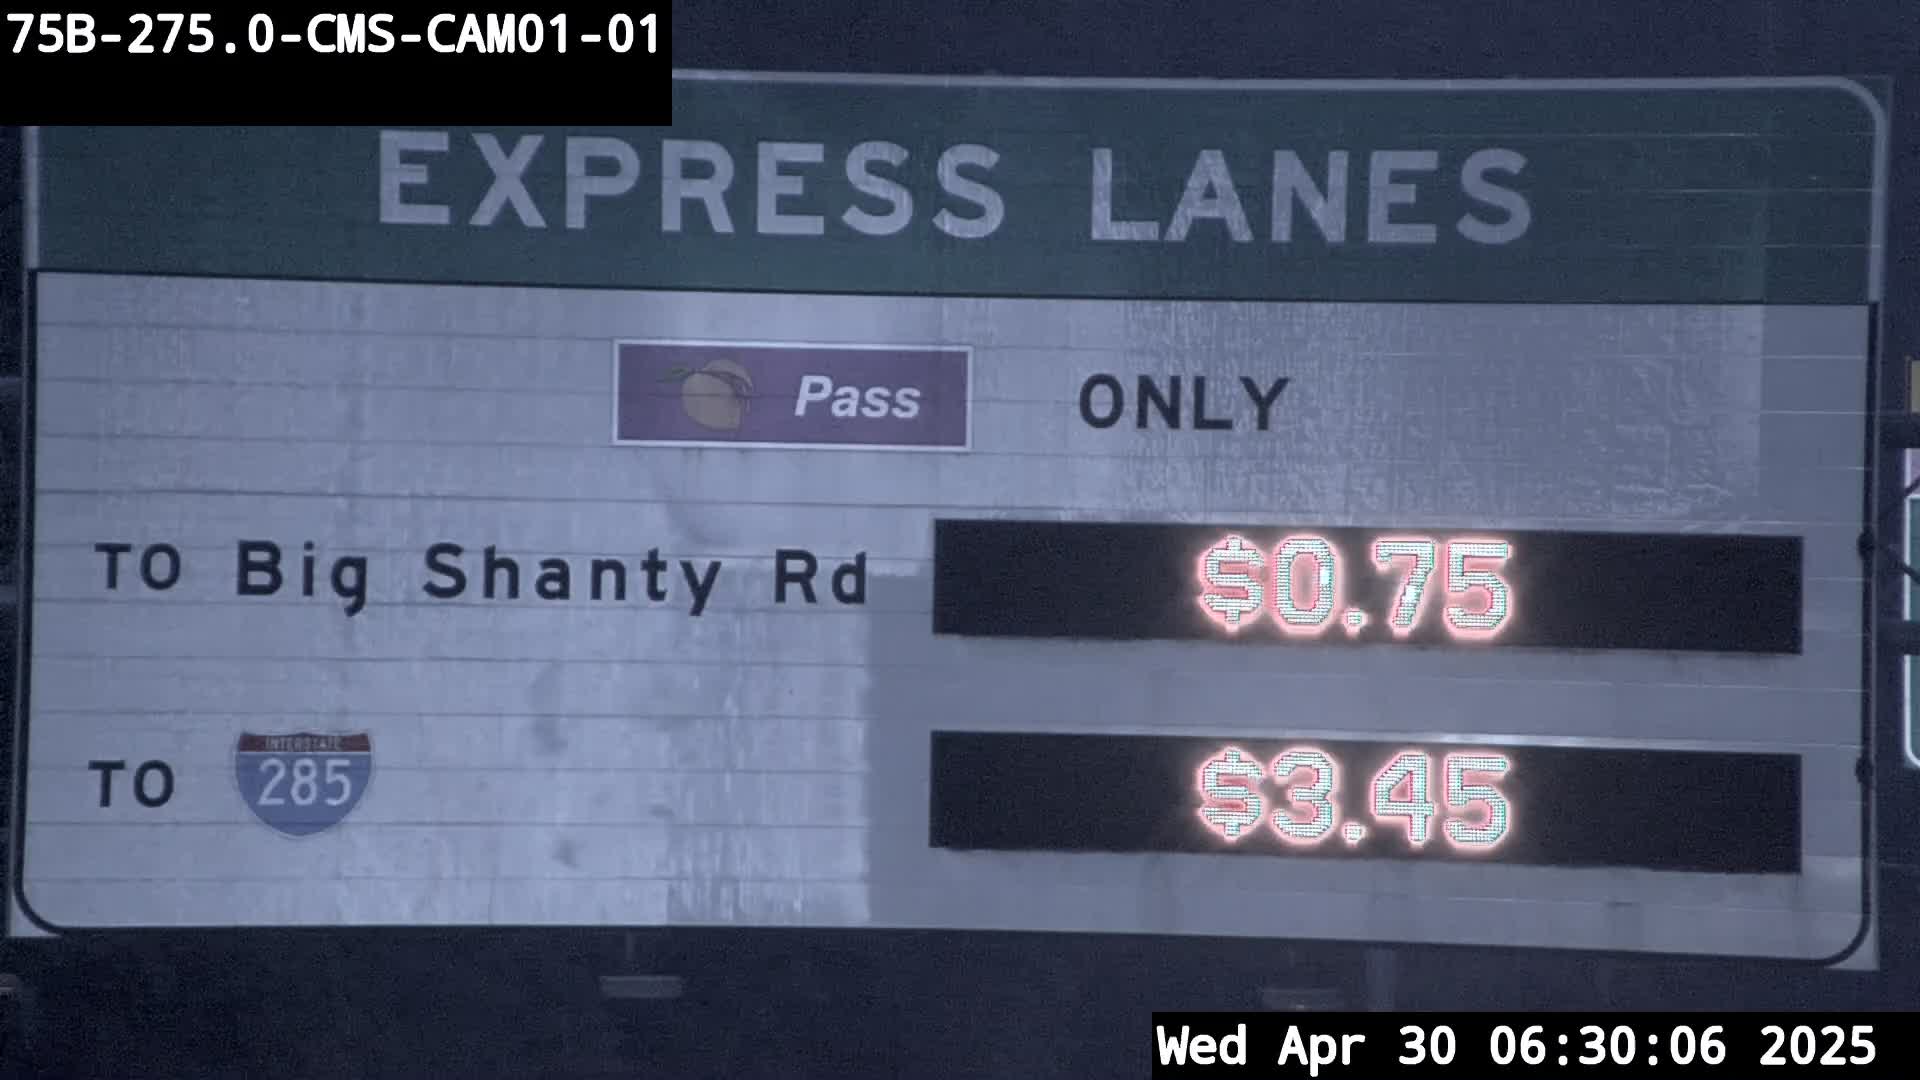 75B-275.0-CMS-CAM01-01
EXPRESS LANES
Pass ONLY
TO Big Shanty Rd $0.75
INTERSTATE
TO 285 $3.45
Wed Apr 30 06:30:06 2025